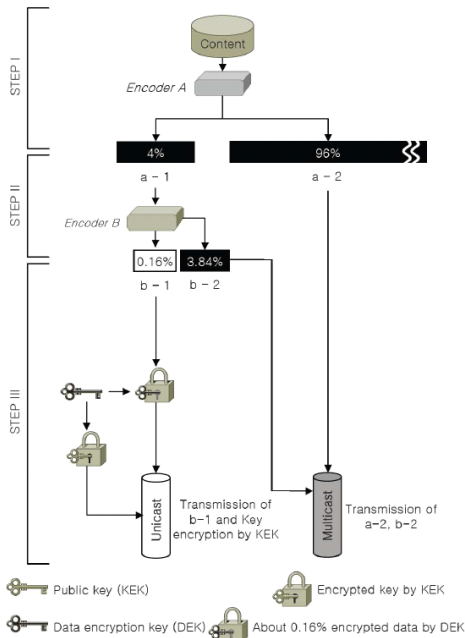 STEP I
Content
Encoder A
4%
96%
a - 1
a - 2
STEP II
Encoder B
0.16%
3.84%
b - 1
b - 2
STEP III
Unicast
Transmission of
b-1 and Key
encryption by KEK
Multicast
Transmission of
a-2, b-2
Public key (KEK)
Encrypted key by KEK
Data encryption key (DEK)
About 0.16% encrypted data by DEK